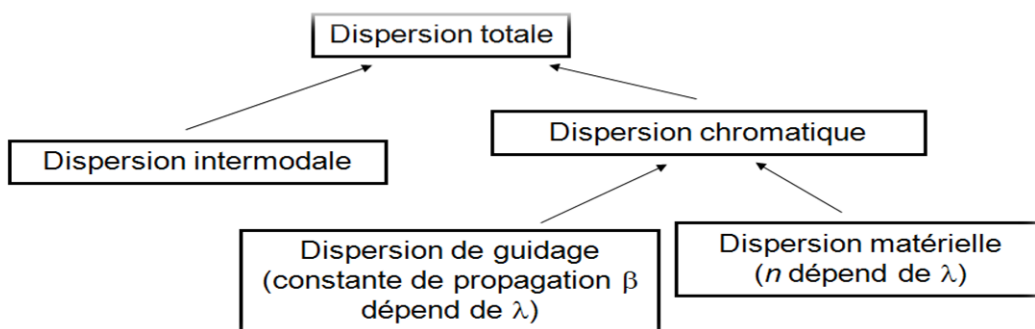 Dispersion totale
Dispersion intermodale
Dispersion chromatique
Dispersion de guidage
(constante de propagation β
dépend de λ)
Dispersion matérielle
(n dépend de λ)